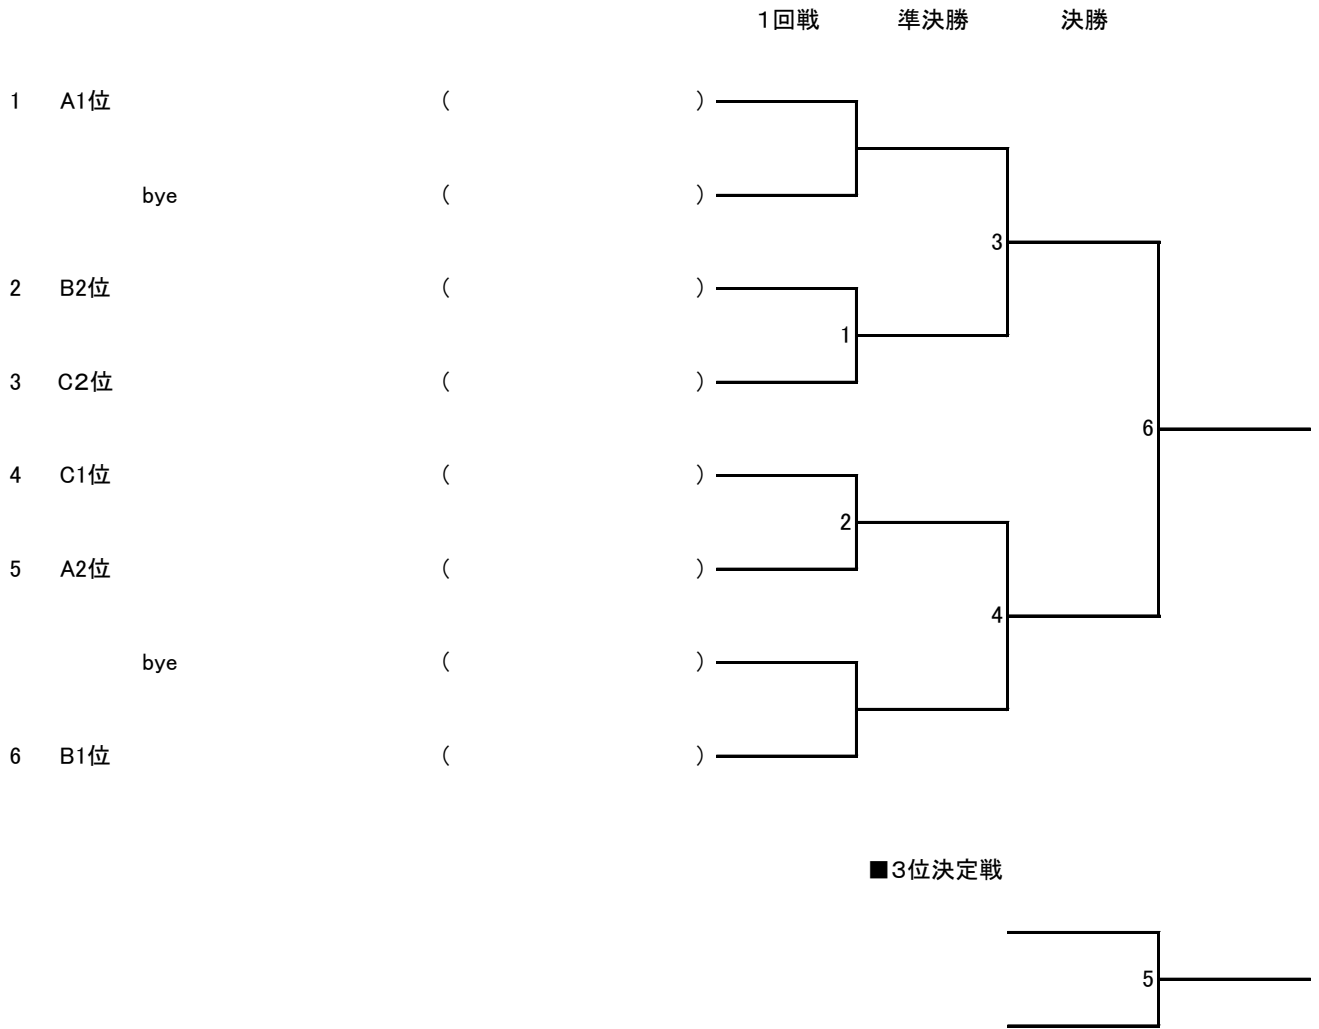 １回戦 準決勝 決勝
1 A1位 ( )
bye ( )
3
2 B2位 ( )
1
3 C２位 ( )
6
4 C1位 ( )
2
5 A2位 ( )
4
bye ( )
6 B1位 ( )
■３位決定戦
5